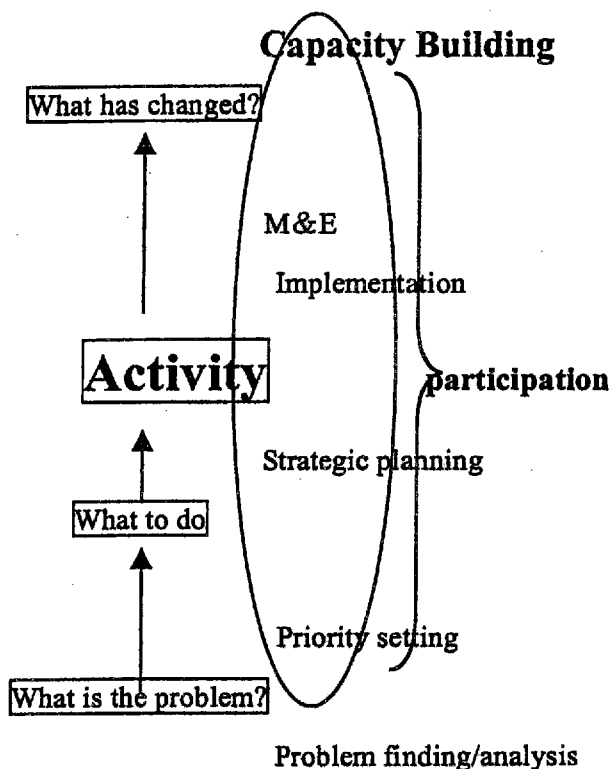 Capacity Building
What has changed?
M&E
Implementation
Activity
participation
Strategic planning
What to do
Priority setting
What is the problem?
Problem finding/analysis